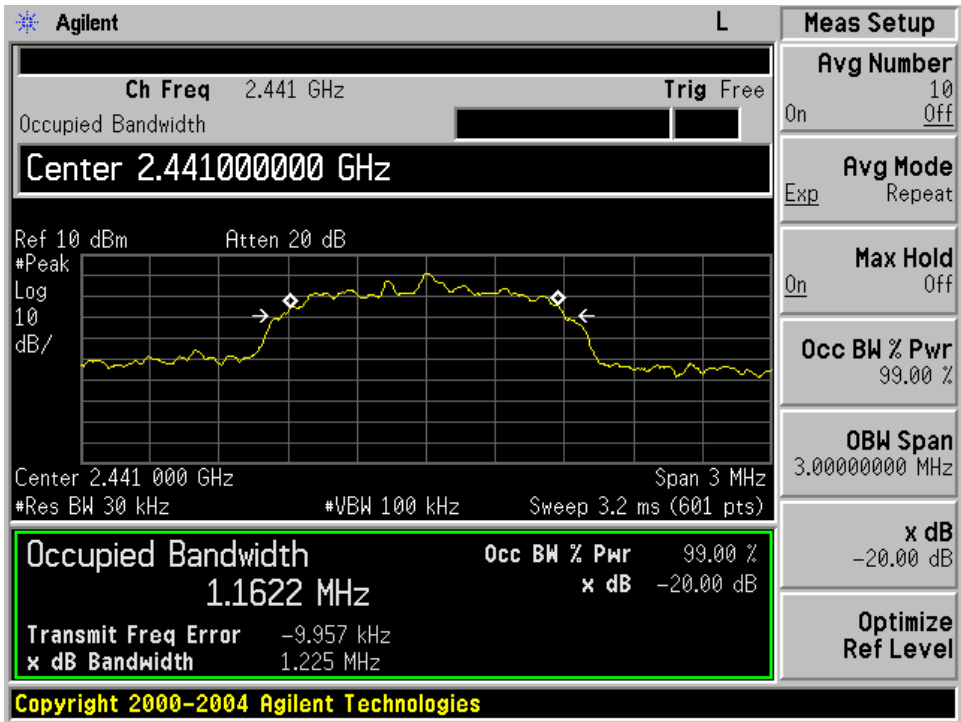 Agilent L
Ch Freq 2.441 GHz Trig Free
Occupied Bandwidth
Center 2.441000000 GHz
Ref 10 dBm Atten 20 dB
#Peak
Log
10
dB/
Center 2.441 000 GHz Span 3 MHz
#Res BW 30 kHz #VBW 100 kHz Sweep 3.2 ms (601 pts)
Occupied Bandwidth Occ BW % Pwr 99.00 %
1.1622 MHz x dB -20.00 dB
Transmit Freq Error -9.957 kHz
x dB Bandwidth 1.225 MHz
Copyright 2000-2004 Agilent Technologies
Meas Setup
Avg Number
10
On Off
Avg Mode
Exp Repeat
Max Hold
On Off
Occ BW % Pwr
99.00 %
OBW Span
3.00000000 MHz
x dB
-20.00 dB
Optimize
Ref Level